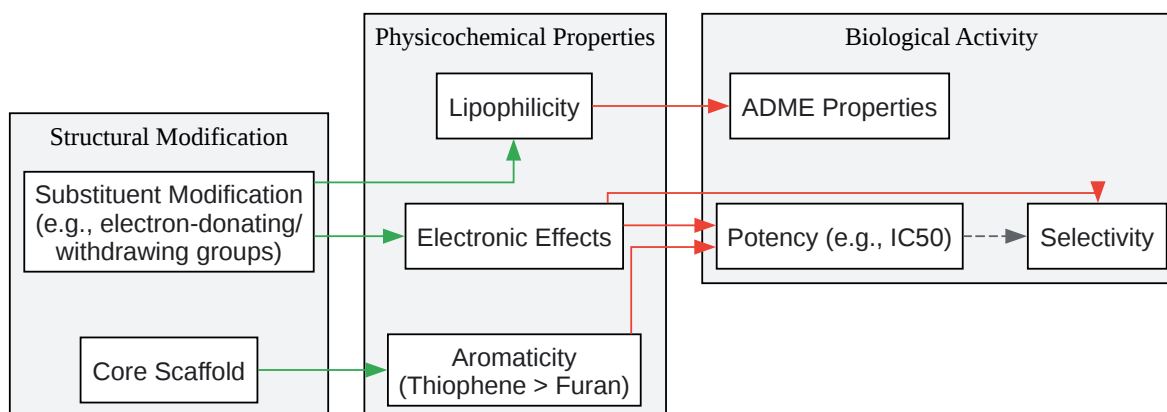 Structural Modification
Substituent Modification
(e.g., electron-donating/
withdrawing groups)
Core Scaffold
Physicochemical Properties
Lipophilicity
Electronic Effects
Aromaticity
(Thiophene > Furan)
Biological Activity
ADME Properties
Potency (e.g., IC50)
Selectivity